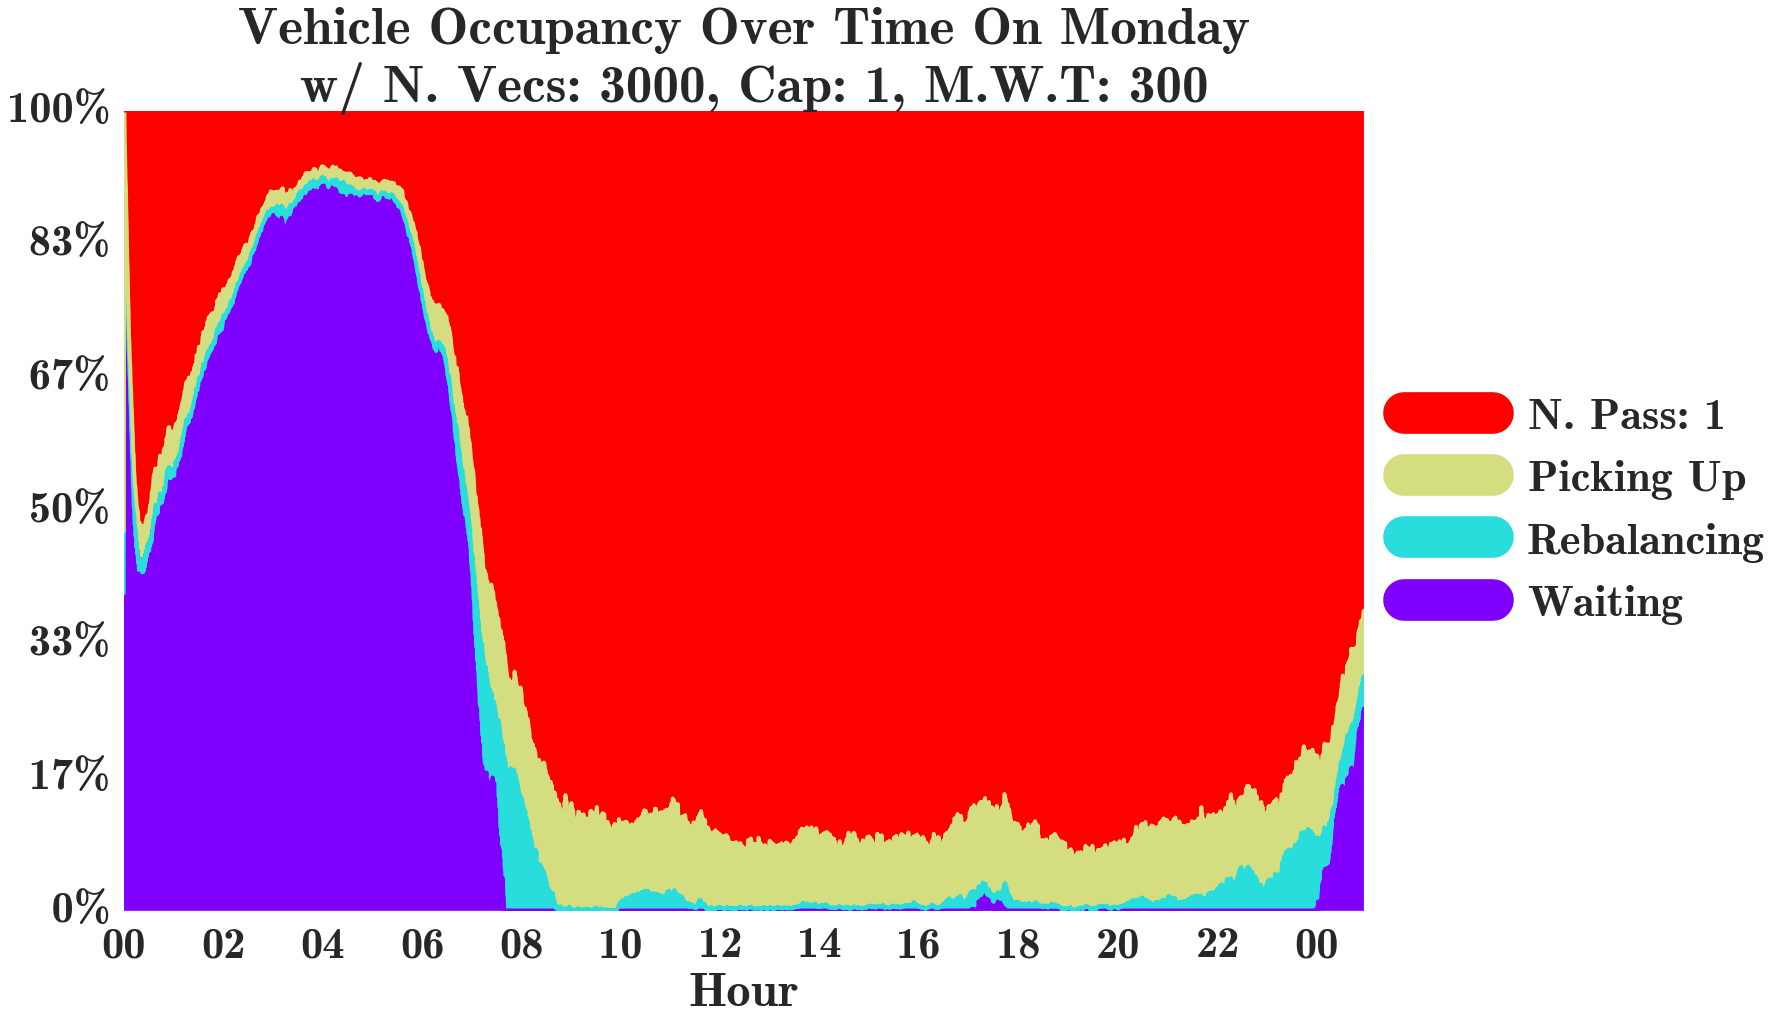 Vehicle Occupancy Over Time On Monday
w/ N. Vecs: 3000, Cap: 1, M.W.T: 300
100%
83%
67%
50%
33%
17%
0%
00 02 04 06 08 10 12 14 16 18 20 22 00
Hour
N. Pass: 1
Picking Up
Rebalancing
Waiting